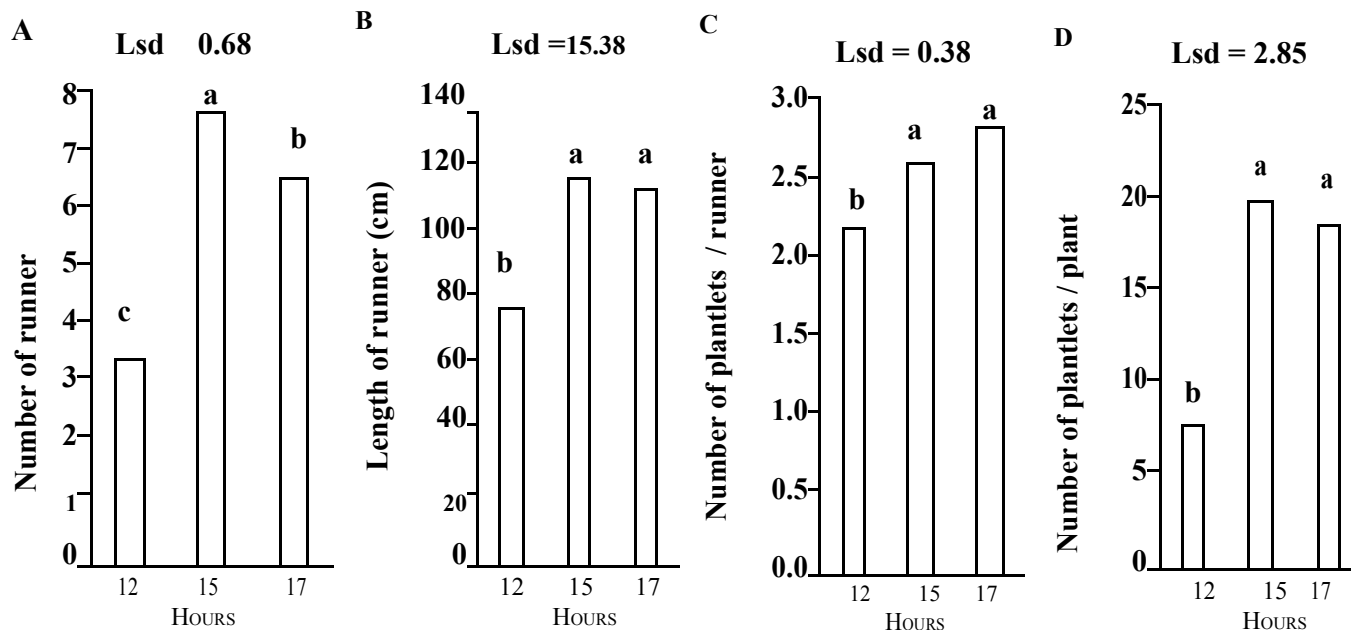 A
Lsd 0.68
8
7
6
5
4
3
2
1
0
Number of runner
a
b
c
12 15 17
HOURS
B
Lsd =15.38
140
120
100
80
60
40
20
0
Length of runner (cm)
a
a
b
12 15 17
HOURS
C
Lsd = 0.38
3.0
2.5
2.0
1.5
1.0
0.5
0.0
Number of plantlets / runner
a
a
b
12 15 17
HOURS
D
Lsd = 2.85
25
20
15
10
5
0
Number of plantlets / plant
a
a
b
12 15 17
HOURS